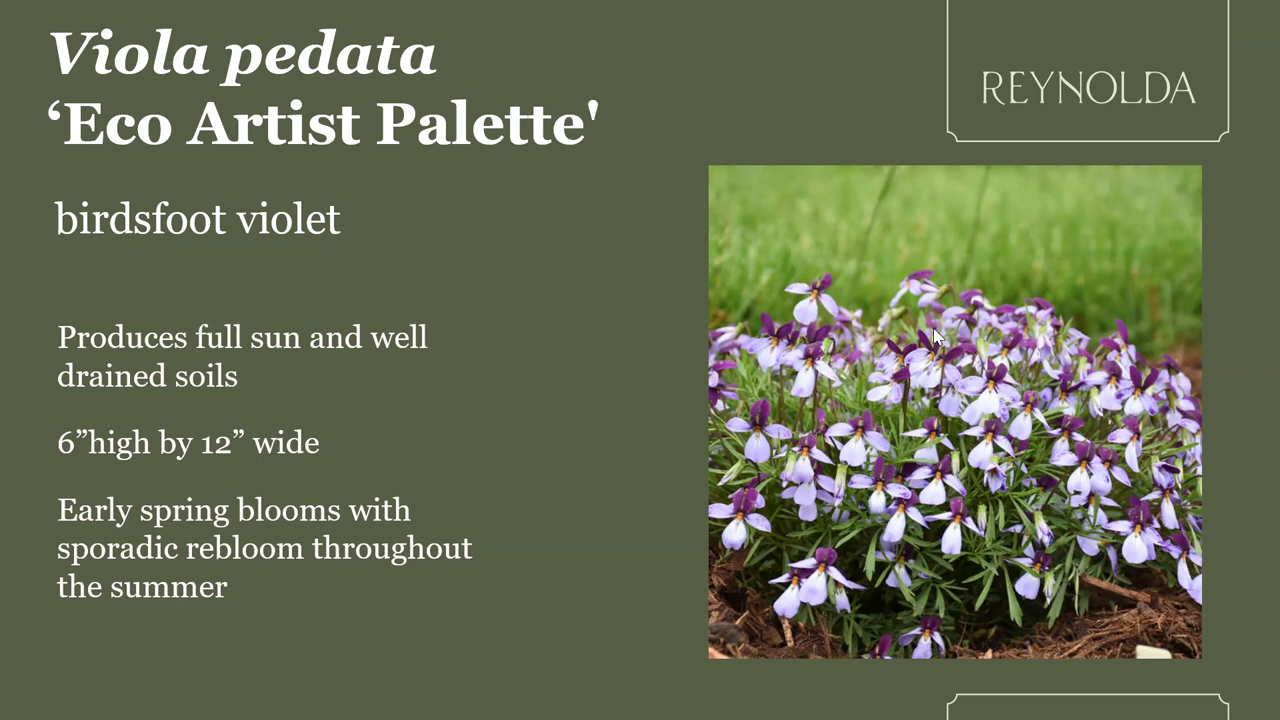 Viola pedata
‘Eco Artist Palette'
REYNOLDA
birdsfoot violet
Produces full sun and well
drained soils
6”high by 12” wide
Early spring blooms with
sporadic rebloom throughout
the summer